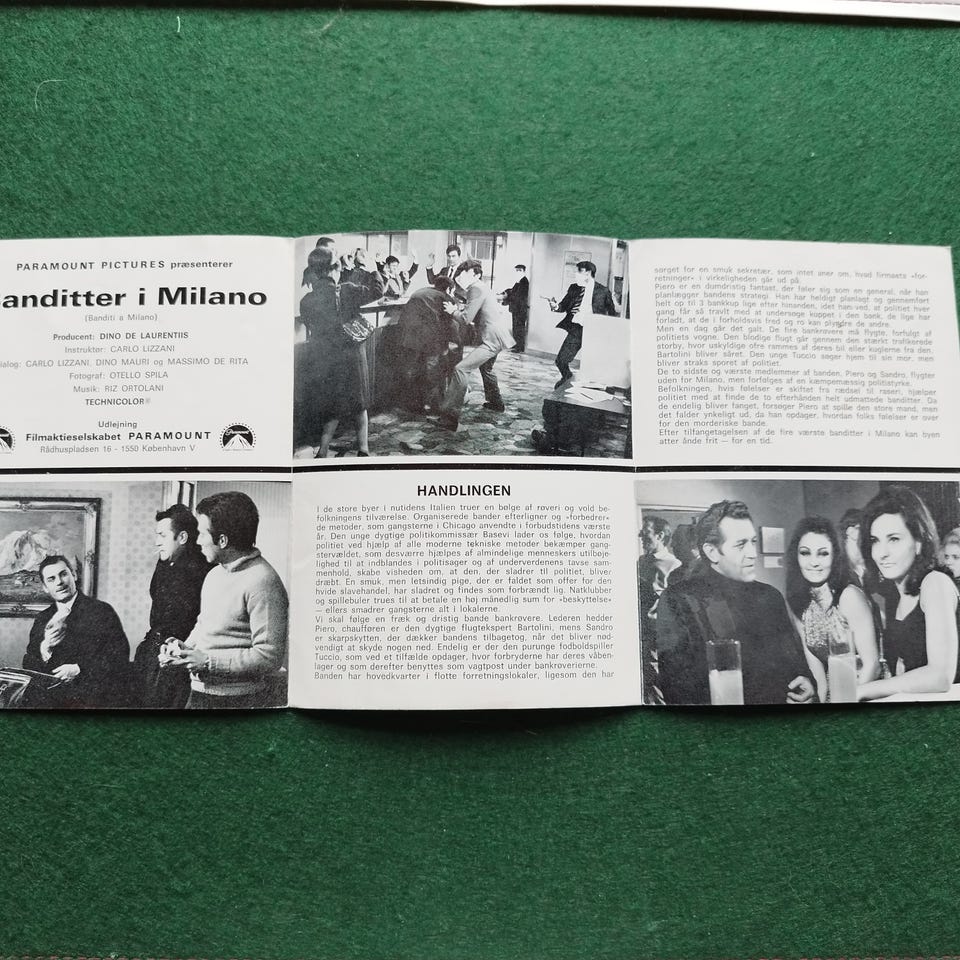 PARAMOUNT PICTURES præsenterer
anditter i Milano
(Banditi a Milano)
Producent: DINO DE LAURENTIIS
Instruktør: CARLO LIZZANI
ialog: CARLO LIZZANI, DINO MAURI og MASSIMO DE RITA
Fotograf: OTELLO SPILA
Musik: RIZ ORTOLANI
TECHNICOLOR®
Udlejning
Filmaktieselskabet PARAMOUNT
Rådhuspladsen 16 - 1550 København V
Paramount
HANDLINGEN
I de store byer i nutidens Italien truer en bølge af røveri og vold be-
folkningens tilværelse. Organiserede bander efterligner og »forbedrer«
de metoder, som gangsterne i Chicago anvendte i forbudstidens værste
år. Den unge dygtige politikommissær Basevi lader os følge, hvordan
politiet ved hjælp af alle moderne tekniske metoder bekæmper gang-
stervældet, som desværre hjælpes af almindelige menneskers utilbøje-
lighed til at indblandes i politisager og af underverdenens tavse sam-
menhold, skabe visheden om, at den, der sladrer til politiet, bliver
dræbt. En smuk, men letsindig pige, der er faldet som offer for den
hvide slavehandel, har sladret og findes som forbrændt lig. Natklubber
og spillebuler trues til at betale en høj månedlig sum for »beskyttelse«
— ellers smadrer gangsterne alt i lokalerne.
Vi skal følge en fræk og dristig bande bankrøvere. Lederen hedder
Piero, chaufføren er den dygtige flugtekspert Bartolini, mens Sandro
er skarpskytten, der dækker bandens tilbagetog, når det bliver nød-
vendigt at skyde nogen ned. Endelig er der den purunge fodboldspiller
Tuccio, som ved et tilfælde opdager, hvor forbryderne har deres våben-
lager og som derefter benyttes som vagtpost under bankrøverierne.
Banden har hovedkvarter i flotte forretningslokaler, ligesom den har
sørget for en smuk sekretær, som intet aner om, hvad firmaets »for-
retninger« i virkeligheden går ud på.
Piero er en dumdristig fantast, der føler sig som en general, når han
planlægger bandens strategi. Han har heldigt planlagt og gennemført
helt op til 3 bankkup lige efter hinanden, idet han ved, at politiet hver
gang får så travlt med at undersøge kuppet i den bank, de lige har
forladt, at de i forholdsvis fred og ro kan plyndre de andre.
Men en dag går det galt. De fire bankrøvere må flygte, forfulgt af
politiets vogne. Den blodige flugt går gennem den stærkt trafikerede
storby, hvor uskyldige ofre rammes af deres bil eller kuglerne fra den.
Bartolini bliver såret. Den unge Tuccio søger hjem til sin mor, men
bliver straks sporet af politiet.
De to sidste og værste medlemmer af banden, Piero og Sandro, flygter
uden for Milano, men forfølges af en kæmpemæssig politistyrke.
Befolkningen, hvis følelser er skiftet fra rædsel til raseri, hjælper
politiet med at finde de to efterhånden helt udmattede banditter. Da
de endelig bliver fanget, forsøger Piero at spille den store mand, men
det falder ynkeligt ud, da han opdager, hvordan folks følelser er over
for den morderiske bande.
Efter tilfangetagelsen af de fire værste banditter i Milano kan byen
atter ånde frit — for en tid.